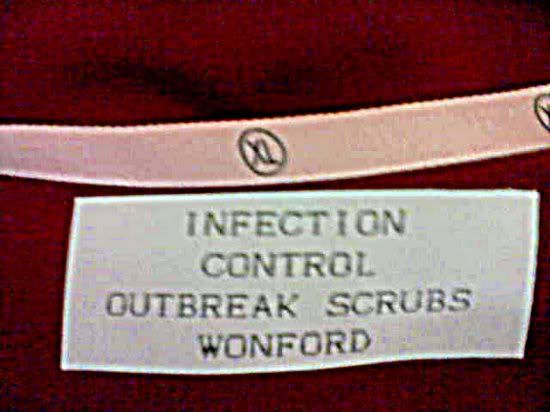 XL
INFECTION
CONTROL
OUTBREAK SCRUBS
WONFORD